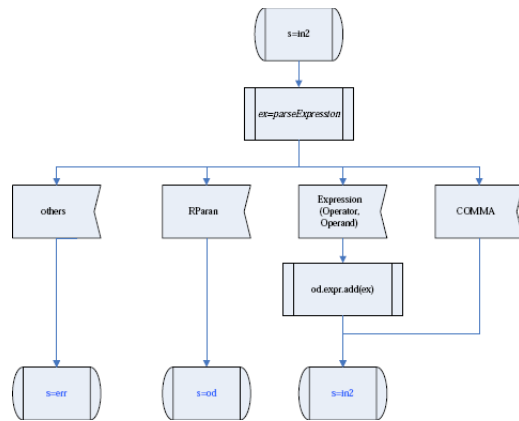 s=in2
ex=parseExpression
others
RParan
Expression
(Operator,
Operand)
COMMA
od.expr.add(ex)
s=err
s=od
s=in2